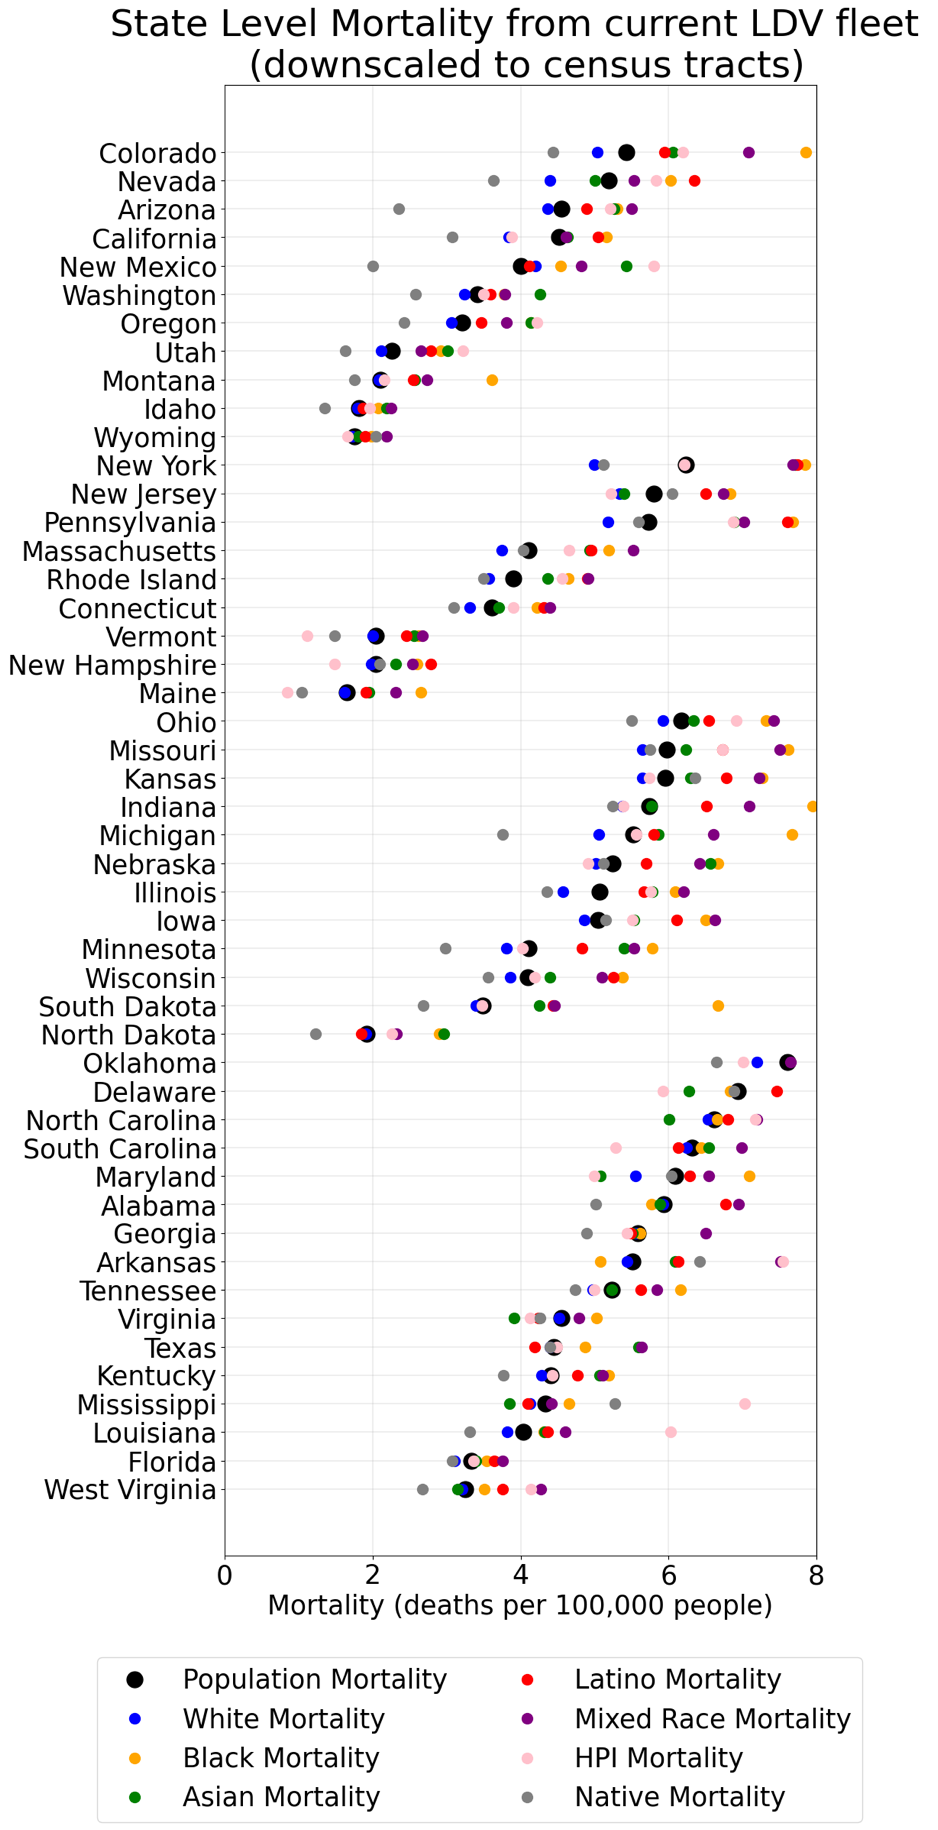 State Level Mortality from current LDV fleet
(downscaled to census tracts)
Colorado
Nevada
Arizona
California
New Mexico
Washington
Oregon
Utah
Montana
Idaho
Wyoming
New York
New Jersey
Pennsylvania
Massachusetts
Rhode Island
Connecticut
Vermont
New Hampshire
Maine
Ohio
Missouri
Kansas
Indiana
Michigan
Nebraska
Illinois
Iowa
Minnesota
Wisconsin
South Dakota
North Dakota
Oklahoma
Delaware
North Carolina
South Carolina
Maryland
Alabama
Georgia
Arkansas
Tennessee
Virginia
Texas
Kentucky
Mississippi
Louisiana
Florida
West Virginia
0 2 4 6 8
Mortality (deaths per 100,000 people)
Population Mortality
White Mortality
Black Mortality
Asian Mortality
Latino Mortality
Mixed Race Mortality
HPI Mortality
Native Mortality